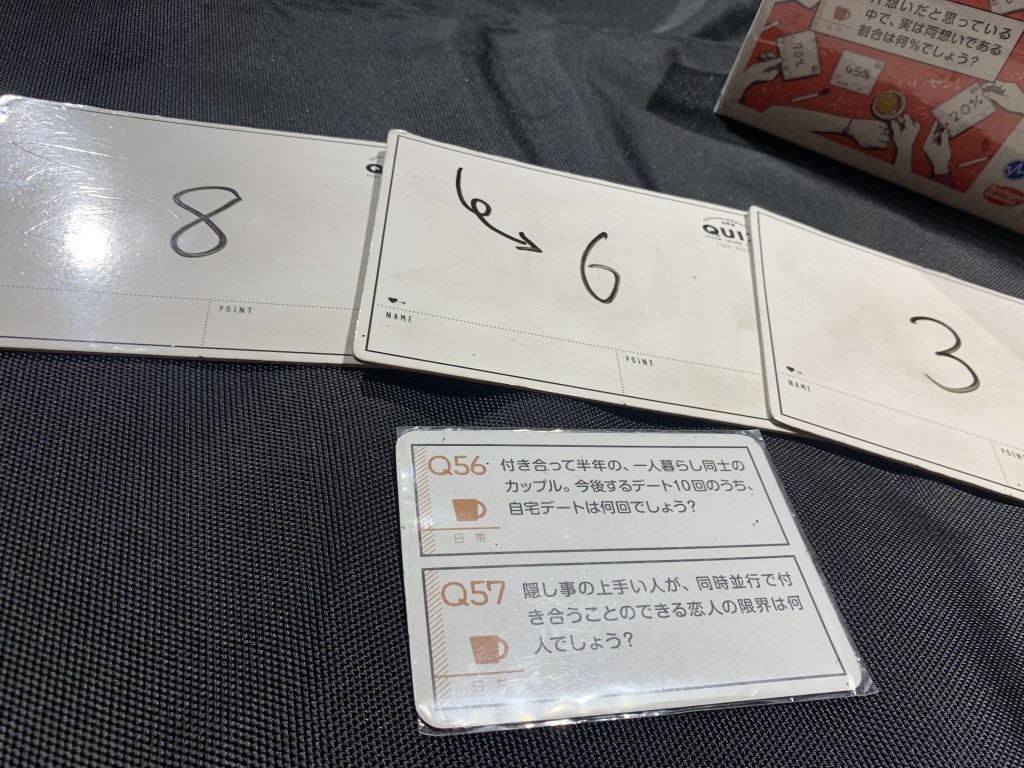 想いだと思っている
中で、実は両想いである
割合は何%でしょう?
70%
45%
20%
8
POINT
6
QUI
NAME
POINT
3
NAME
POINT
Q56
付き合って半年の、一人暮らし同士の
カップル。今後するデート10回のうち、
自宅デートは何回でしょう?
日常
Q57
隠し事の上手い人が、同時並行で付
き合うことのできる恋人の限界は何
人でしょう?
日常